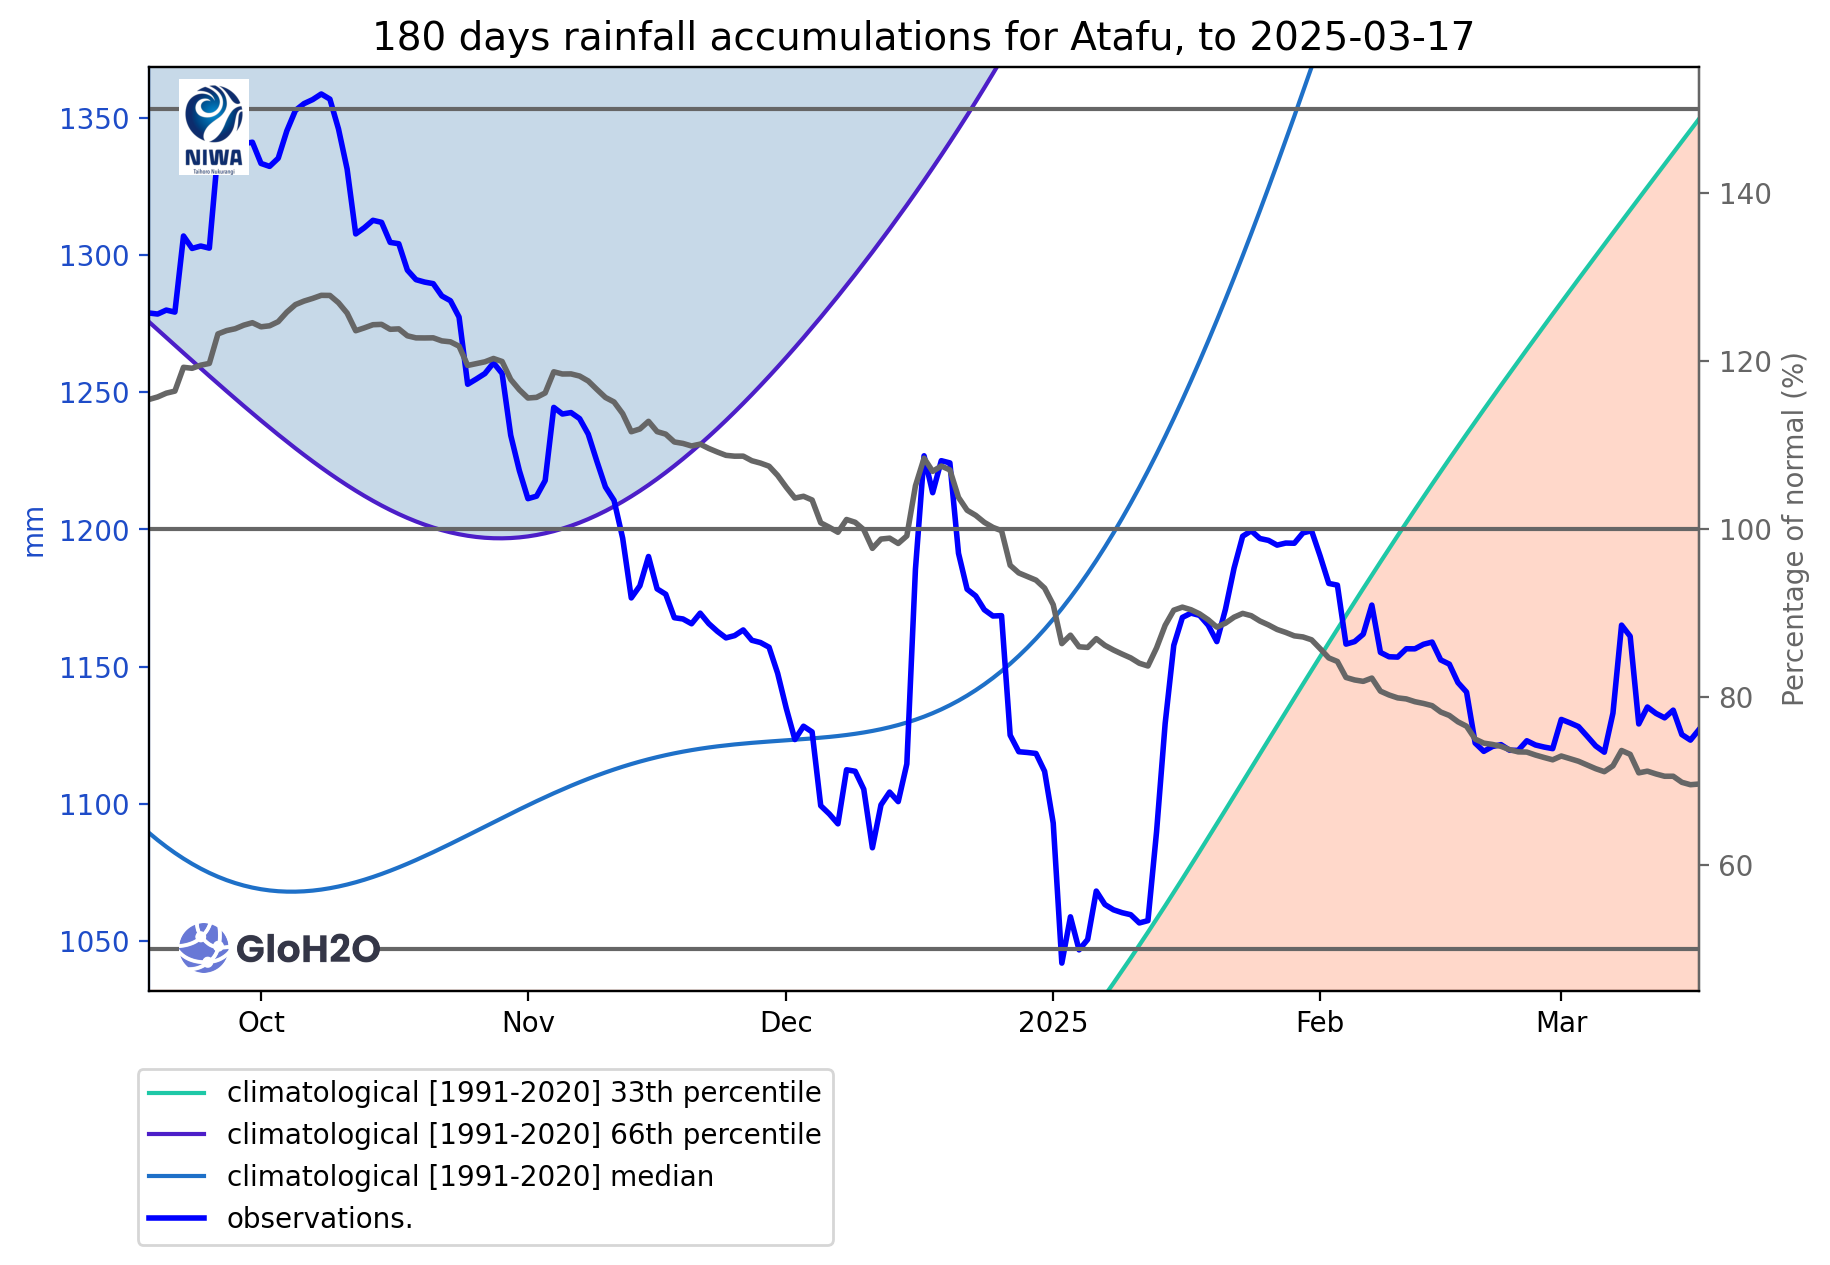 180 days rainfall accumulations for Atafu, to 2025-03-17
NIWA
Taihoro Nukurangi
1350
1300
1250
1200
1150
1100
1050
mm
140
120
100
80
60
Percentage of normal (%)
GloH2O
Oct
Nov
Dec
2025
Feb
Mar
climatological [1991-2020] 33th percentile
climatological [1991-2020] 66th percentile
climatological [1991-2020] median
observations.